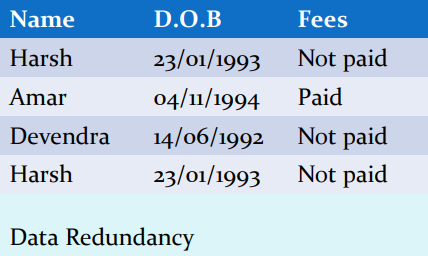 Name D.O.B Fees
Harsh 23/01/1993 Not paid
Amar 04/11/1994 Paid
Devendra 14/06/1992 Not paid
Harsh 23/01/1993 Not paid
Data Redundancy